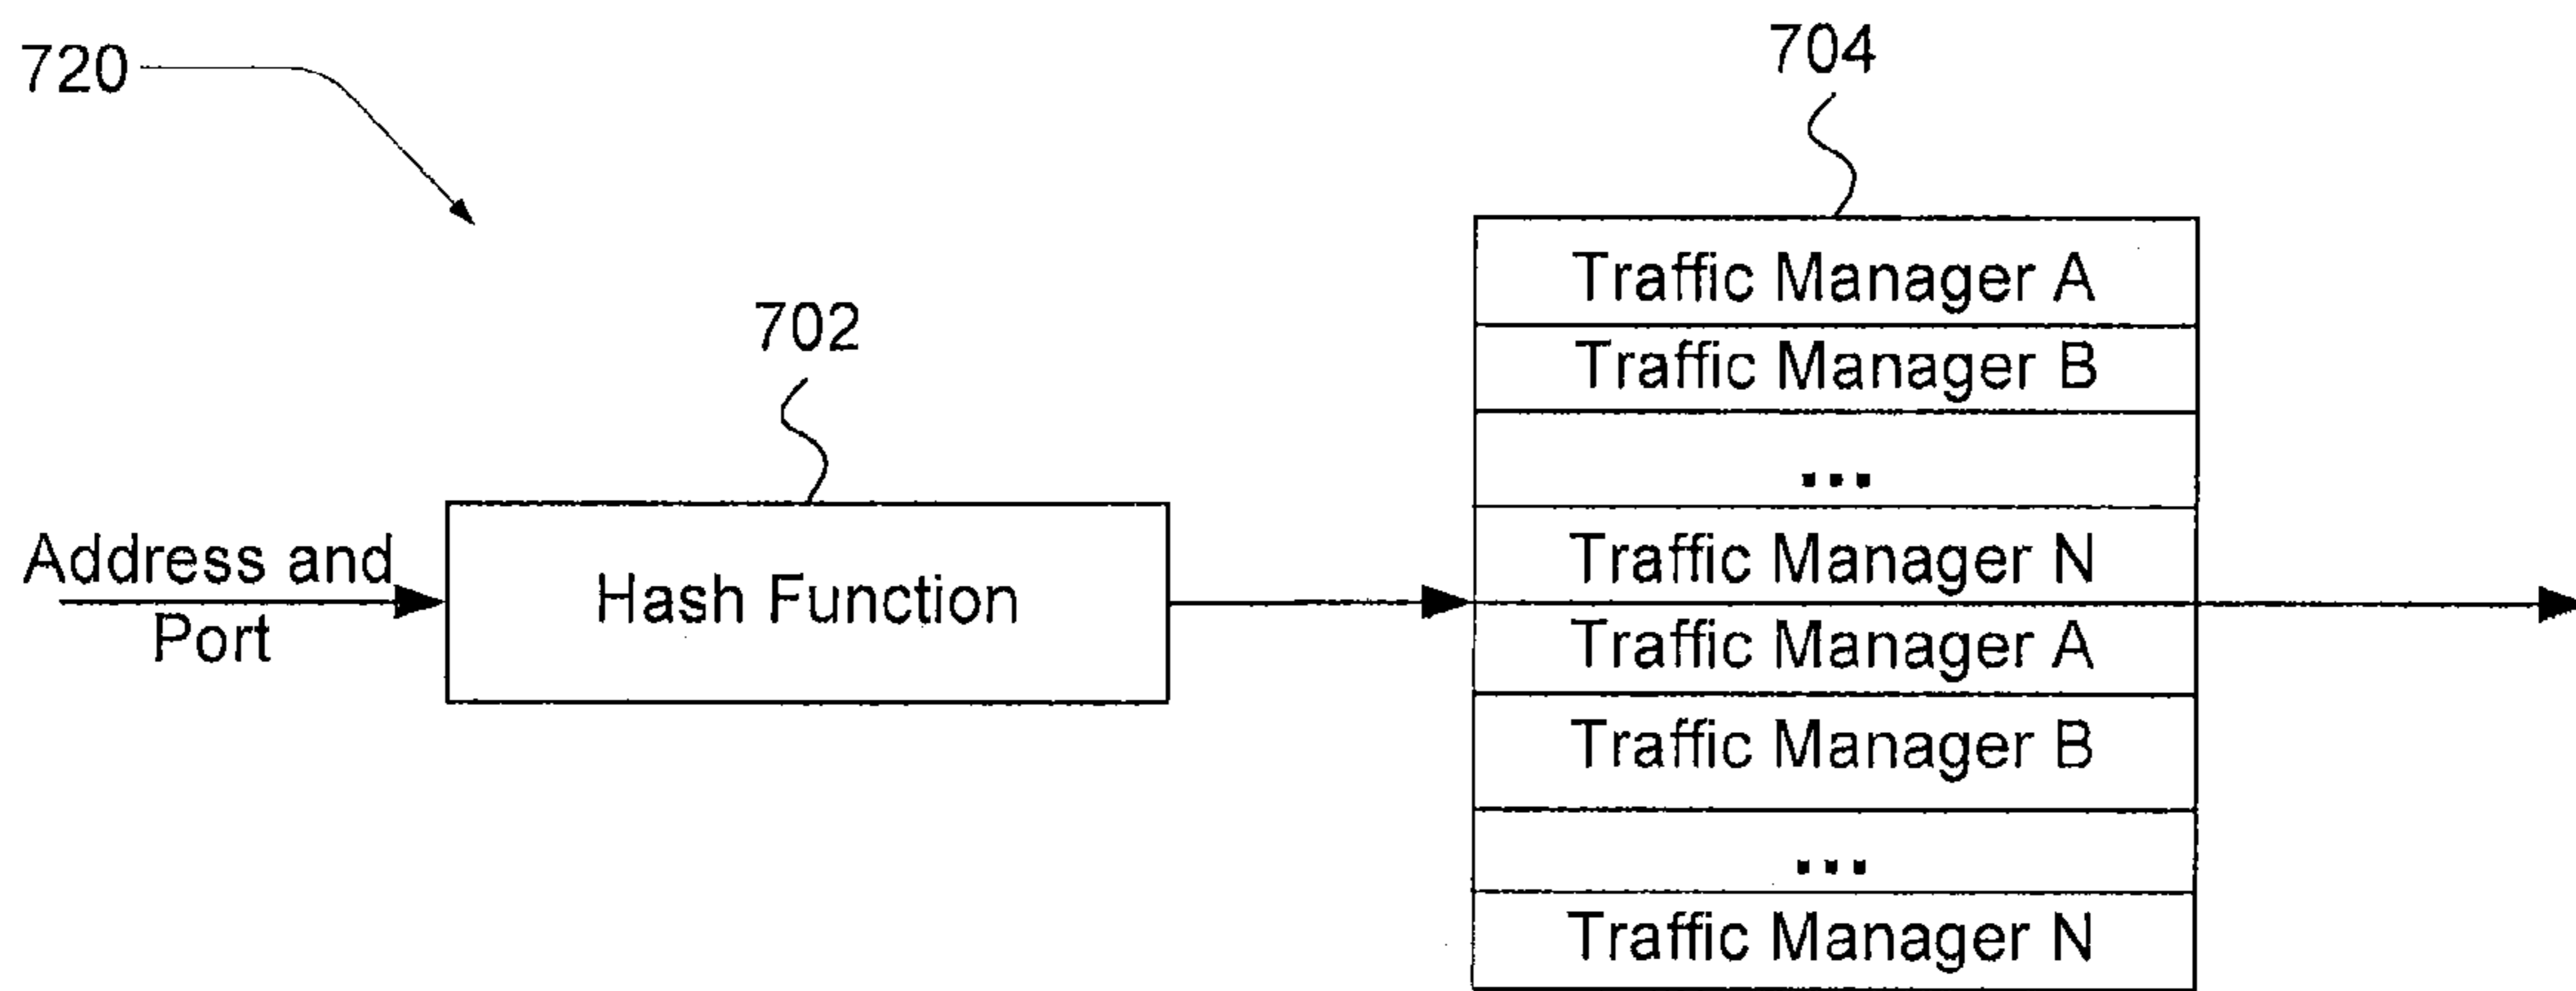 720
704
702
Traffic Manager A
Traffic Manager B
...
Traffic Manager N
Traffic Manager A
Traffic Manager B
...
Traffic Manager N
Address and
Port
Hash Function